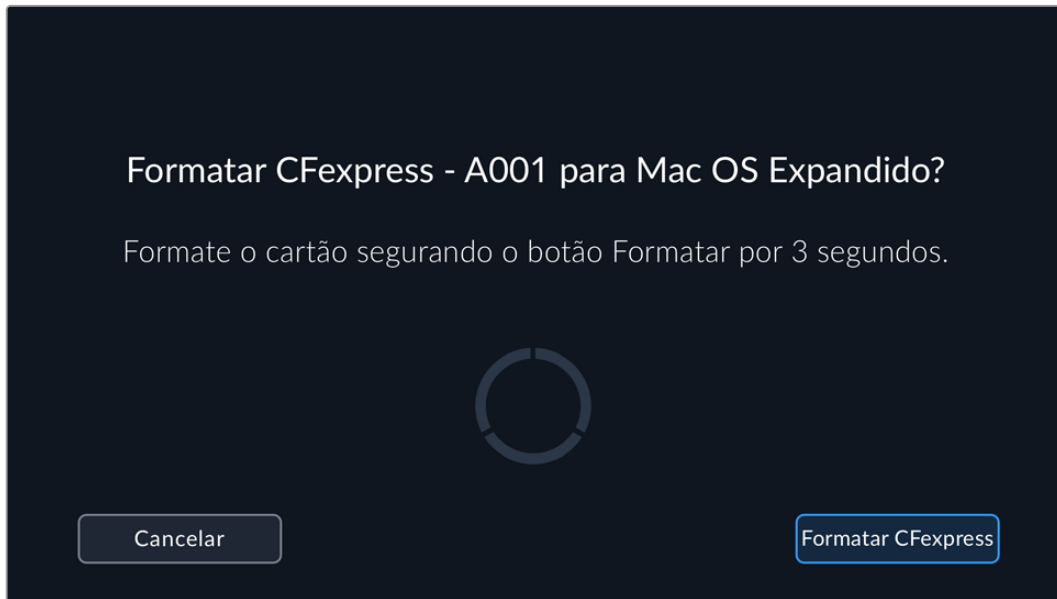 Formatar CFexpress - A001 para Mac OS Expandido?
Formate o cartão segurando o botão Formatar por 3 segundos.
Cancelar
Formatar CFexpress